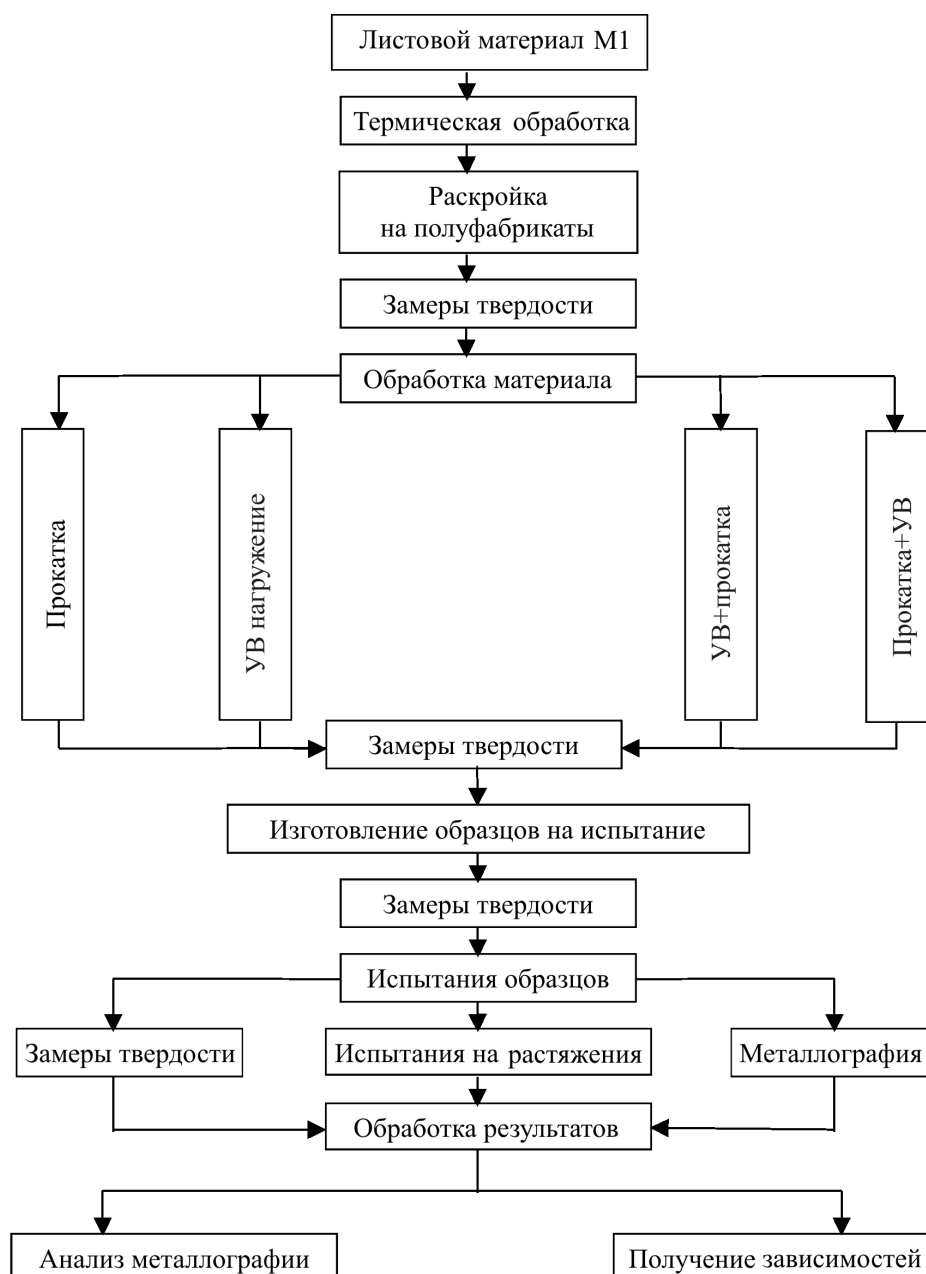 Листовой материал М1
Термическая обработка
Раскройка
на полуфабрикаты
Замеры твердости
Обработка материала
Прокатка
УВ нагружение
УВ+прокатка
Прокатка+УВ
Замеры твердости
Изготовление образцов на испытание
Замеры твердости
Испытания образцов
Замеры твердости
Испытания на растяжения
Металлография
Обработка результатов
Анализ металлографии
Получение зависимостей